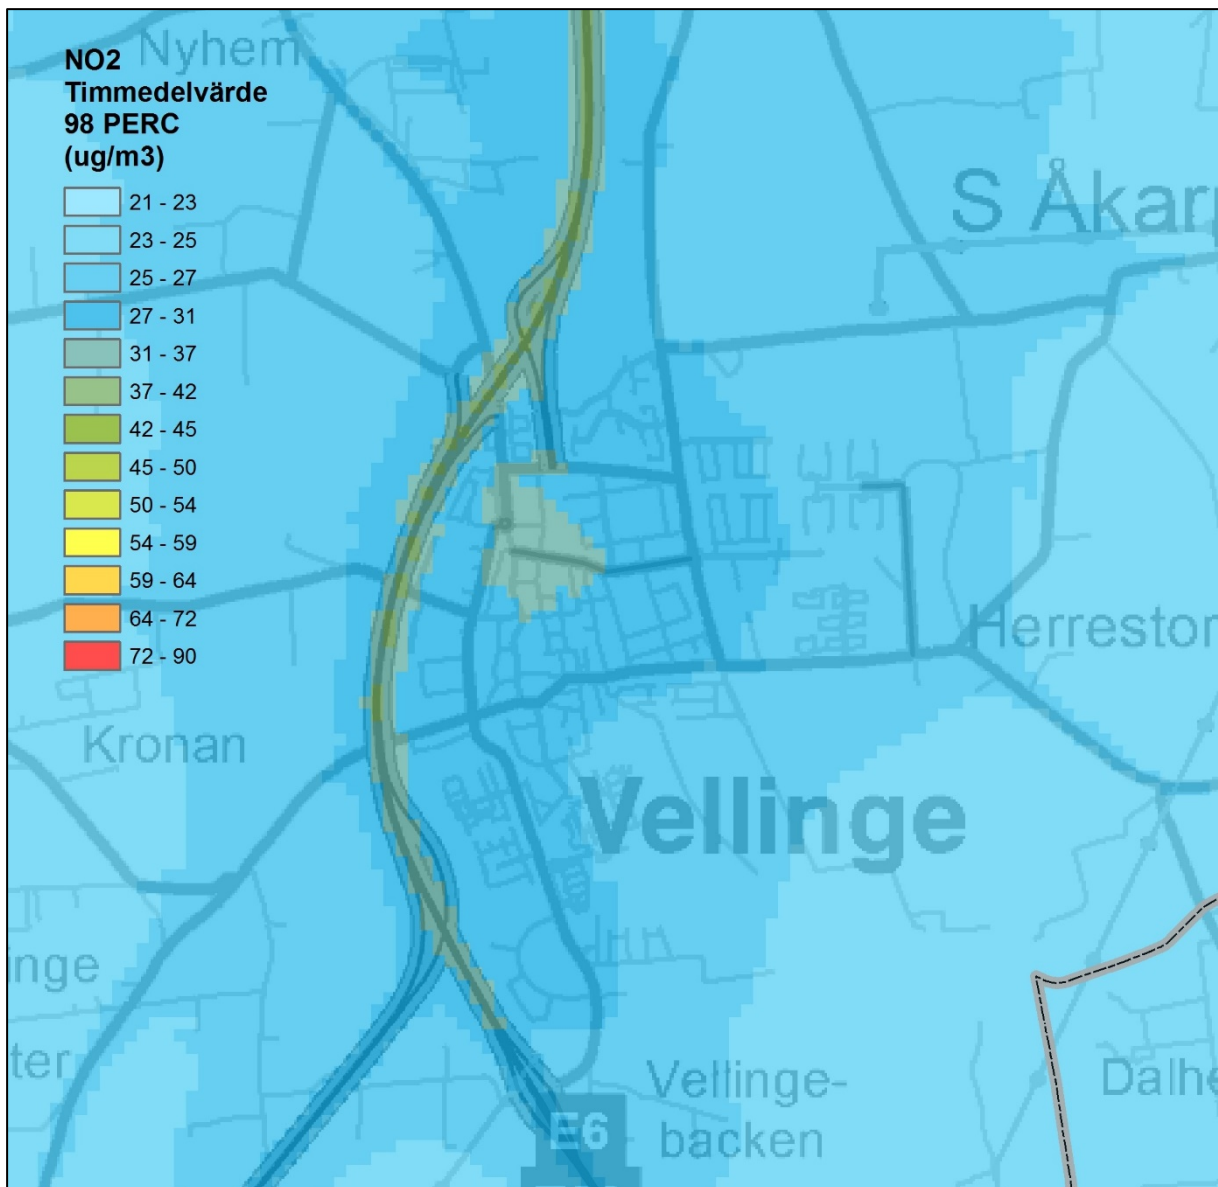 NO2
Timmedelvärde
98 PERC
(ug/m3)
21 - 23
23 - 25
25 - 27
27 - 31
31 - 37
37 - 42
42 - 45
45 - 50
50 - 54
54 - 59
59 - 64
64 - 72
72 - 90
Nyhem
S Åkarp
Herrestor
Kronan
Vellinge
inge
ter
Vellinge-
backen
Dalhe
E6